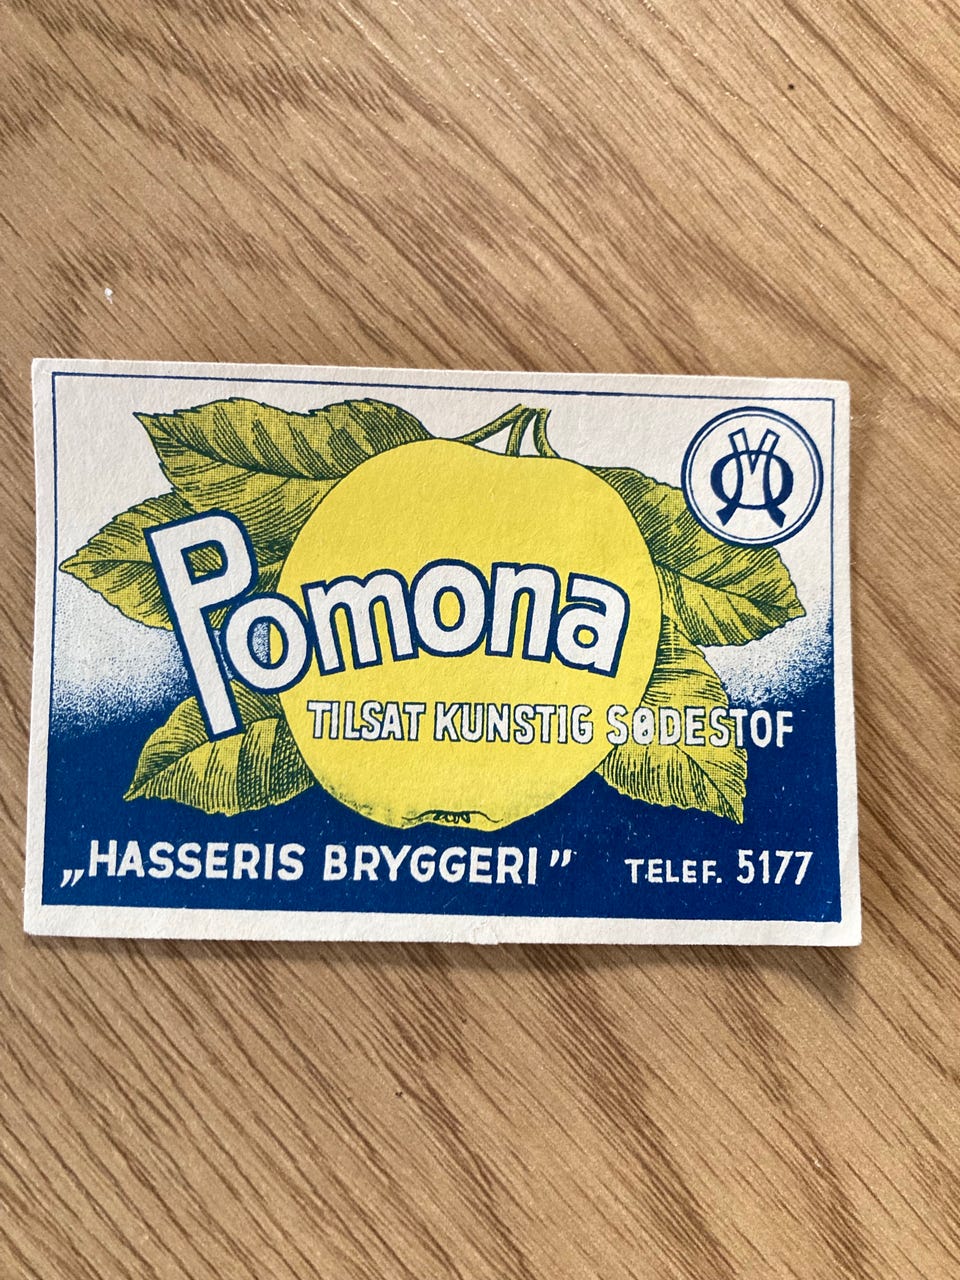 Pomona
TILSAT KUNSTIG SØDESTOF
„HASSERIS BRYGGERI” TELEF. 5177